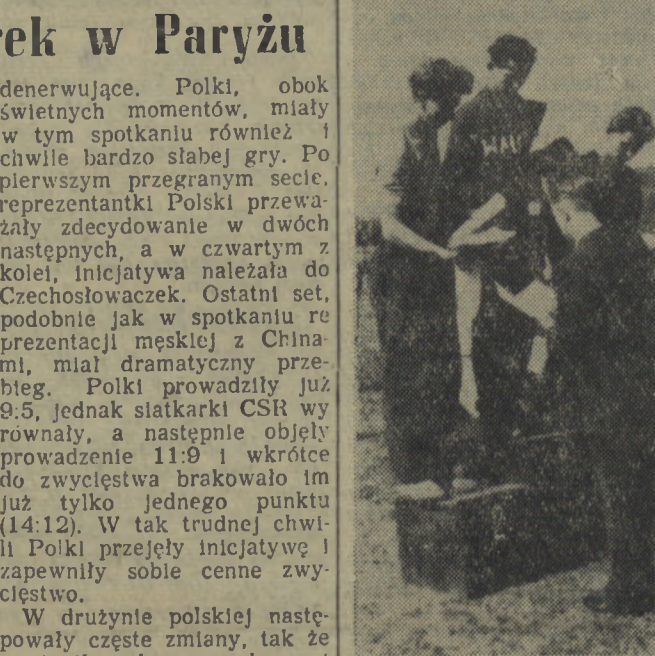 rek w Paryżu
denerwujące. Polki, obok
świetnych momentów, miały
w tym spotkaniu również i
chwile bardzo słabej gry. Po
pierwszym przegranym secie,
reprezentantki Polski przewa-
żały zdecydowanie w dwóch
następnych, a w czwartym z
kolei, inicjatywa należała do
Czechosłowaczek. Ostatni set,
podobnie jak w spotkaniu re
prezentacji męskiej z China-
mi, miał dramatyczny prze-
bieg. Polki prowadziły już
9:5, jednak siatkarki CSR wy
równały, a następnie objęły
prowadzenie 11:9 i wkrótce
do zwycięstwa brakowało im
już tylko jednego punktu
(14:12). W tak trudnej chwi-
li Polki przejęły inicjatywę i
zapewniły sobie cenne zwy-
cięstwo.
W drużynie polskiej nastę-
powały częste zmiany, tak że